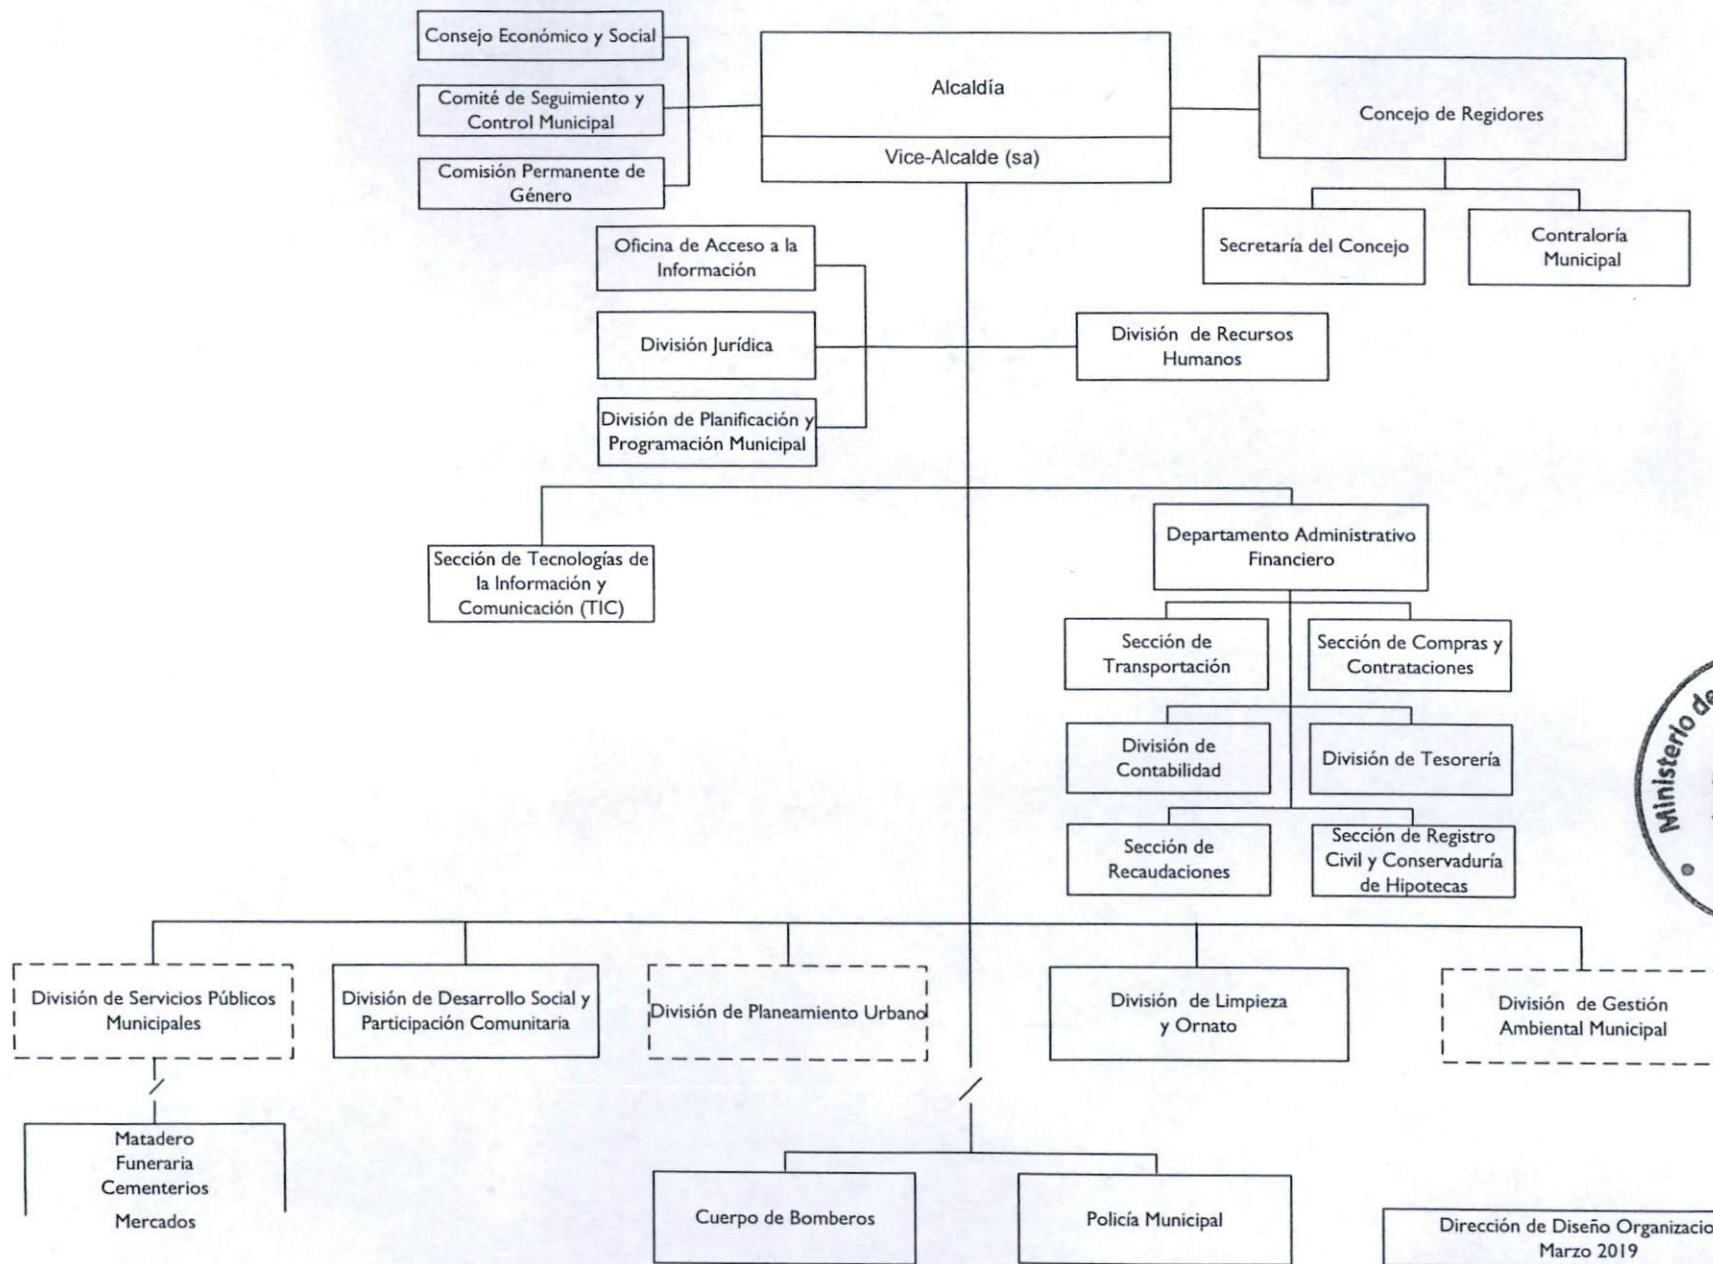 Consejo Económico y Social
Comité de Seguimiento y
Control Municipal
Comisión Permanente de
Género
Alcaldía
Vice-Alcalde (sa)
Concejo de Regidores
Secretaría del Concejo
Contraloría
Municipal
Oficina de Acceso a la
Información
División Jurídica
División de Planificación y
Programación Municipal
División de Recursos
Humanos
Sección de Tecnologías de
la Información y
Comunicación (TIC)
Departamento Administrativo
Financiero
Sección de
Transportación
Sección de Compras y
Contrataciones
División de
Contabilidad
División de Tesorería
Sección de
Recaudaciones
Sección de Registro
Civil y Conservaduría
de Hipotecas
Ministerio de
División de Servicios Públicos
Municipales
División de Desarrollo Social y
Participación Comunitaria
División de Planeamiento Urbano
División de Limpieza
y Ornato
División de Gestión
Ambiental Municipal
Matadero
Funeraria
Cementerios
Mercados
Cuerpo de Bomberos
Policía Municipal
Dirección de Diseño Organizacio
Marzo 2019